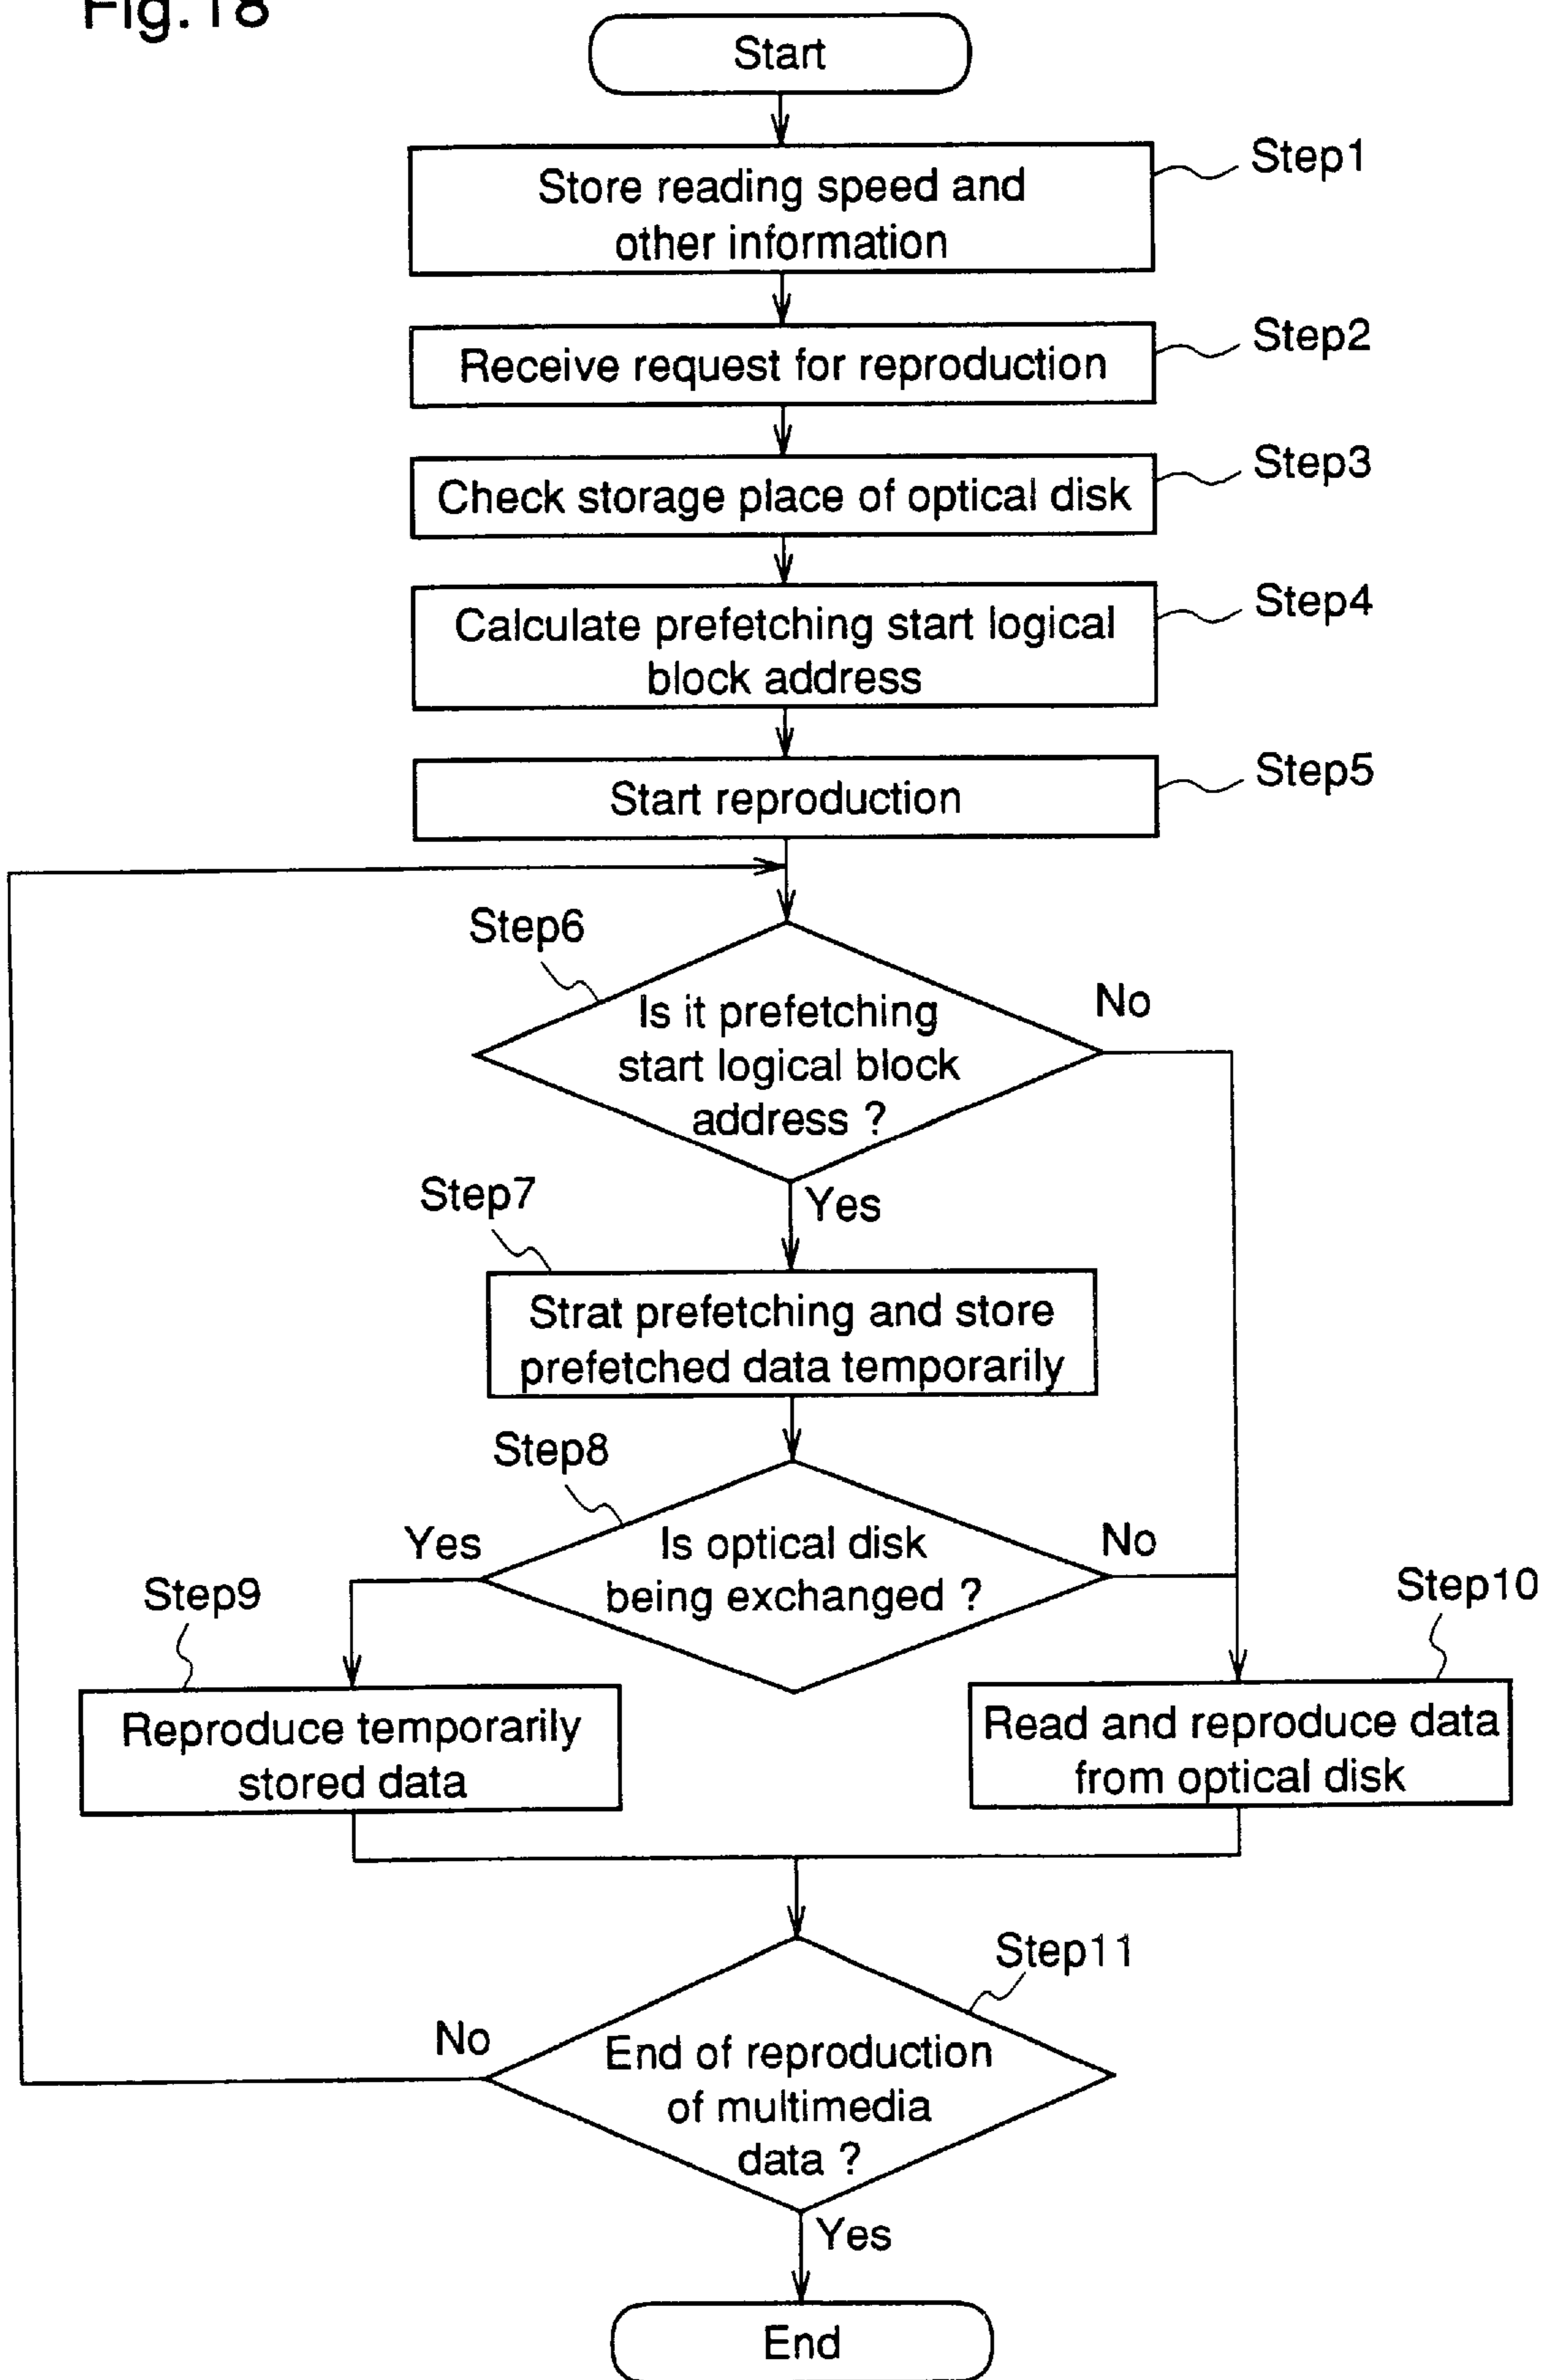 Fig.18
Start
Step1
Store reading speed and
other information
Step2
Receive request for reproduction
Step3
Check storage place of optical disk
Step4
Calculate prefetching start logical
block address
Step5
Start reproduction
Step6
Is it prefetching
start logical block
address ?
No
Yes
Step7
Strat prefetching and store
prefetched data temporarily
Step8
Is optical disk
being exchanged ?
Yes
No
Step9
Reproduce temporarily
stored data
Step10
Read and reproduce data
from optical disk
Step11
End of reproduction
of multimedia
data ?
No
Yes
End